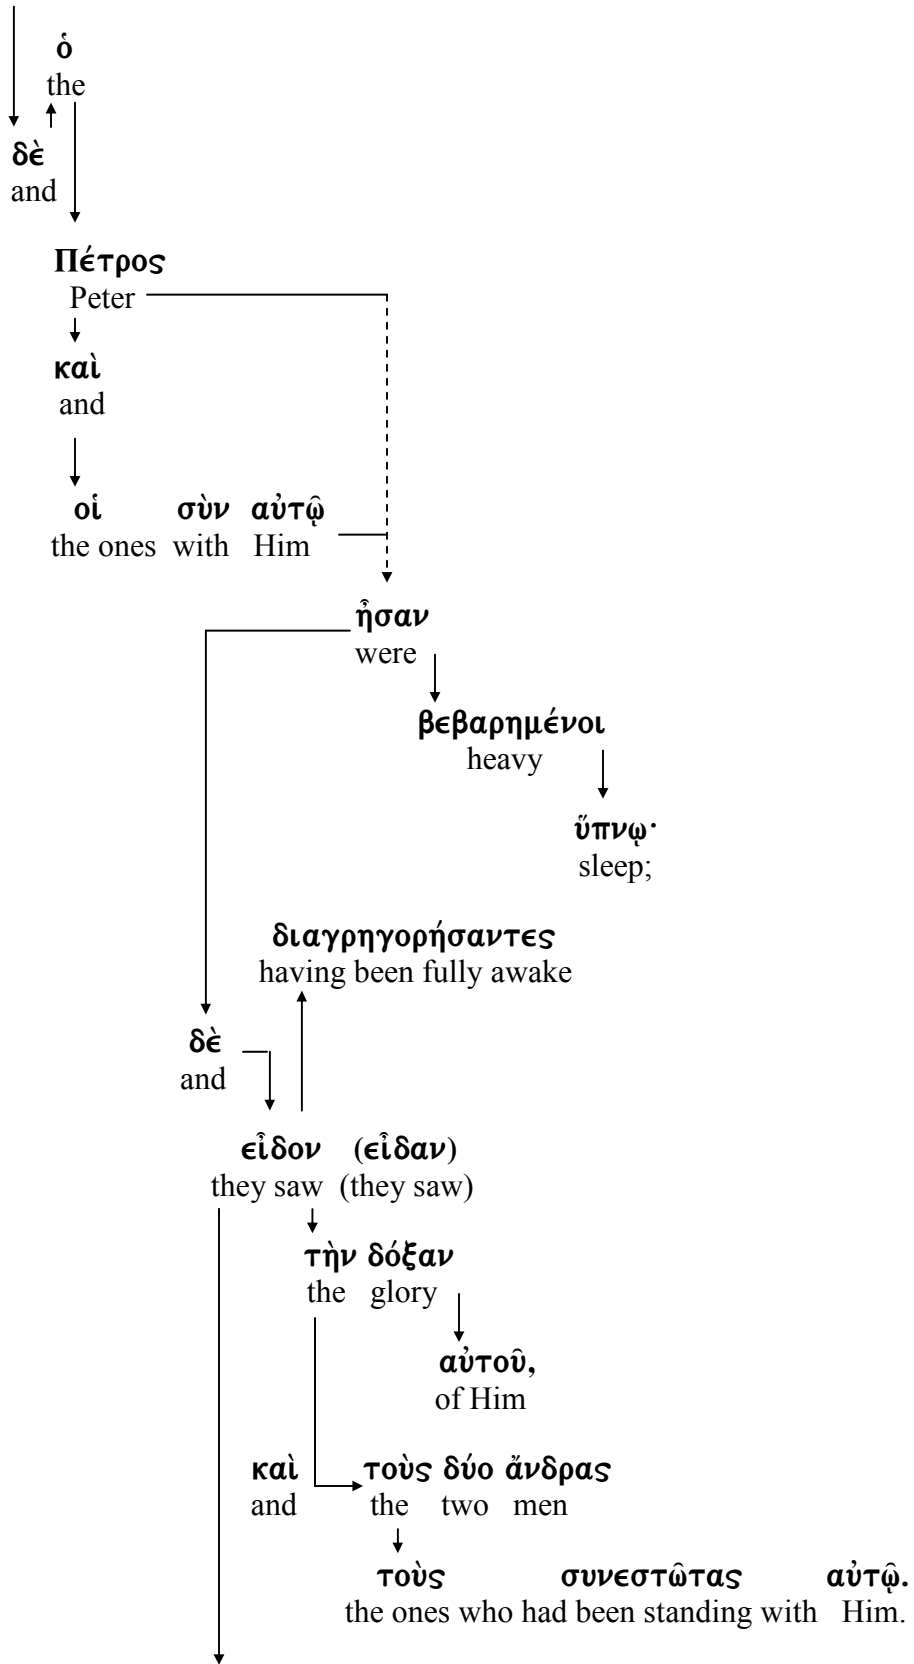 ὁ
the
δὲ
and
Πέτρος
Peter
καὶ
and
οἱ σὺν αὐτῷ
the ones with Him
ἦσαν
were
βεβαρημένοι
heavy
ὕπνῳ·
sleep;
διαγρηγορήσαντες
having been fully awake
δὲ
and
εἶδον (εἶδαν)
they saw (they saw)
τὴν δόξαν
the glory
αὐτοῦ,
of Him
καὶ τοὺς δύο ἄνδρας
and the two men
τοὺς συνεστῶτας αὐτῷ.
the ones who had been standing with Him.